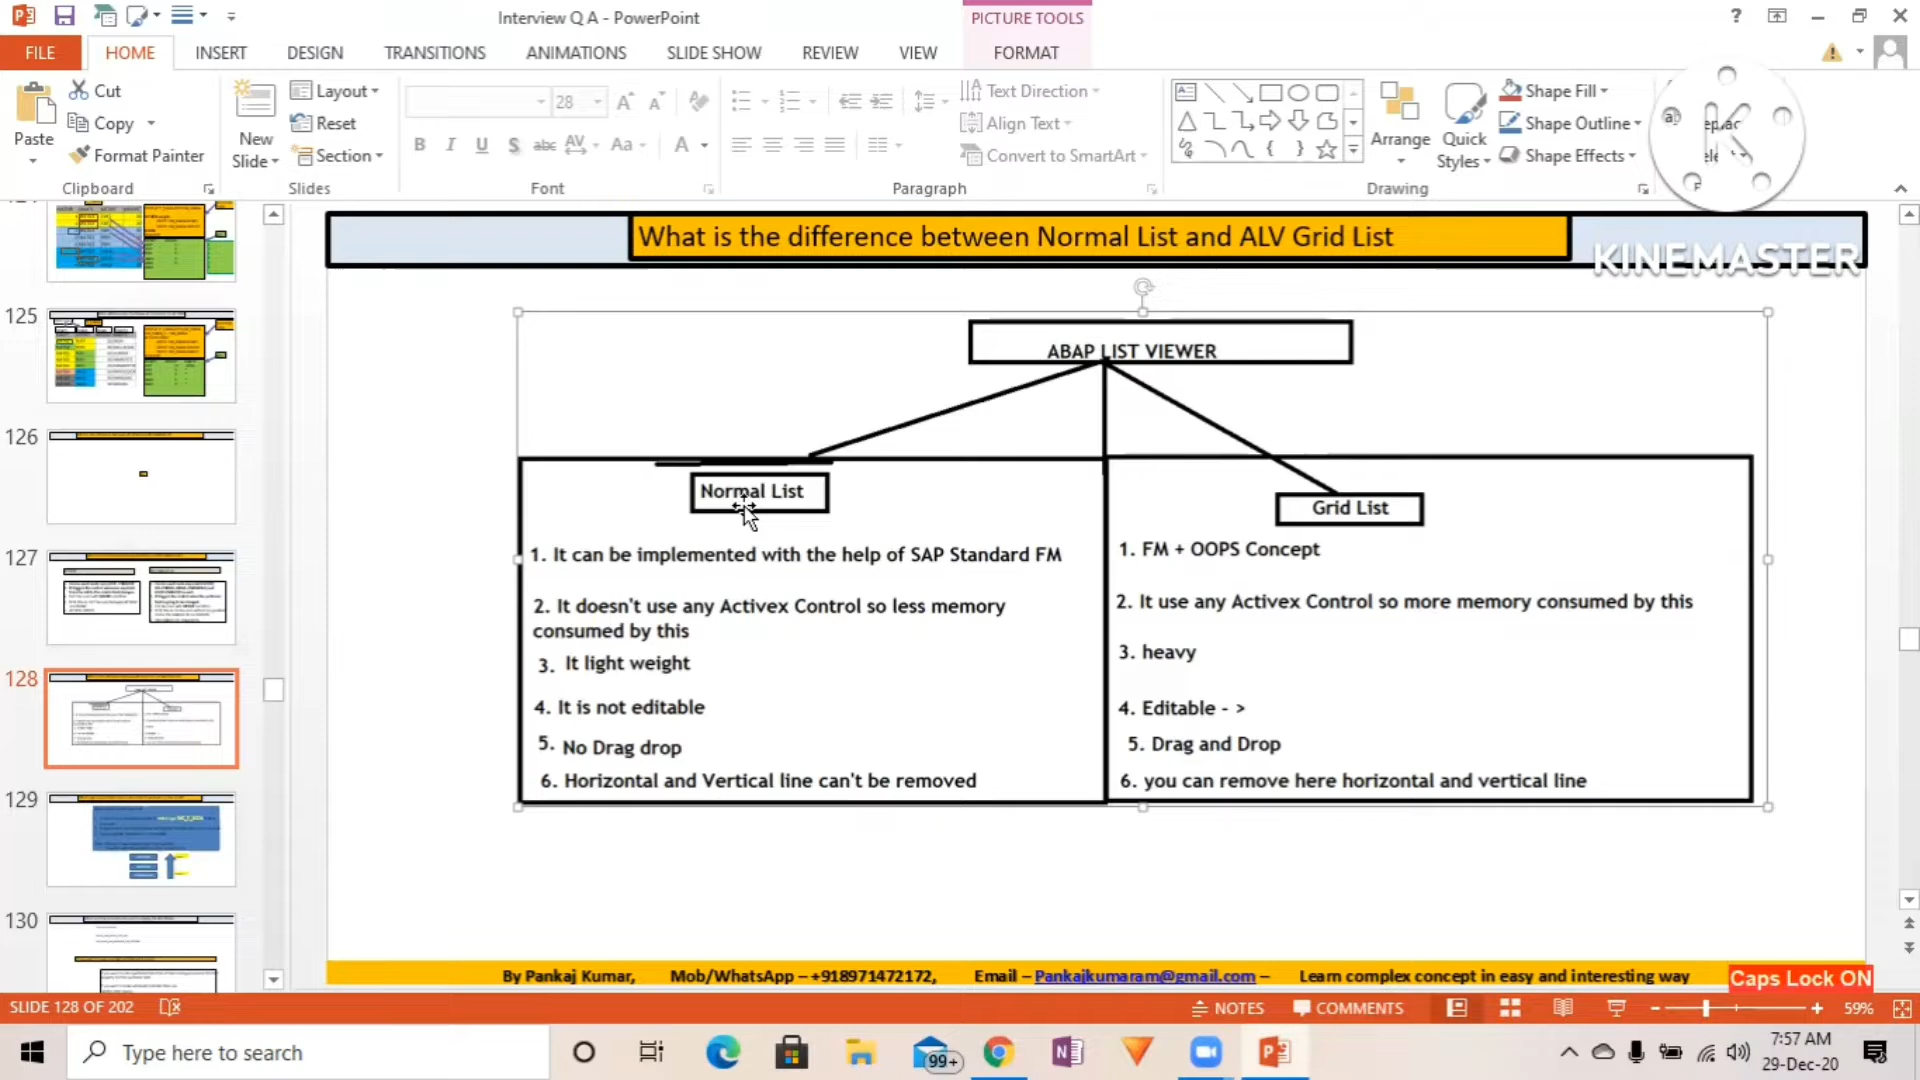 Interview Q A - PowerPoint
PICTURE TOOLS
?
FILE
HOME
INSERT
DESIGN
TRANSITIONS
ANIMATIONS
SLIDE SHOW
REVIEW
VIEW
FORMAT
Paste
Cut
Copy
Format Painter
Clipboard
New
Slide
Layout
Reset
Section
Slides
28
B I U S abc AV Aa A
Font
Text Direction
Align Text
Convert to SmartArt
Paragraph
Arrange
Quick
Styles
Shape Fill
Shape Outline
Shape Effects
Drawing
K
KINEMASTER
125
126
127
128
129
130
What is the difference between Normal List and ALV Grid List
ABAP LIST VIEWER
Normal List
1. It can be implemented with the help of SAP Standard FM
2. It doesn't use any Activex Control so less memory
consumed by this
3. It light weight
4. It is not editable
5. No Drag drop
6. Horizontal and Vertical line can't be removed
Grid List
1. FM + OOPS Concept
2. It use any Activex Control so more memory consumed by this
3. heavy
4. Editable - >
5. Drag and Drop
6. you can remove here horizontal and vertical line
By Pankaj Kumar, Mob/WhatsApp – +918971472172, Email – Pankajkumaram@gmail.com – Learn complex concept in easy and interesting way
Caps Lock ON
SLIDE 128 OF 202
NOTES
COMMENTS
59%
Type here to search
99+
7:57 AM
29-Dec-20